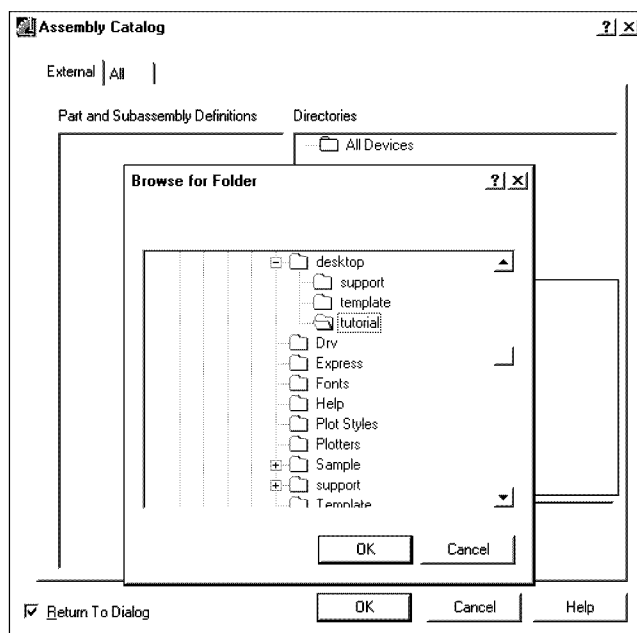 Assembly Catalog
External All
Part and Subassembly Definitions Directories
All Devices
Browse for Folder
desktop
support
template
tutorial
Drv
Express
Fonts
Help
Plot Styles
Plotters
Sample
support
Template
OK Cancel
Return To Dialog OK Cancel Help